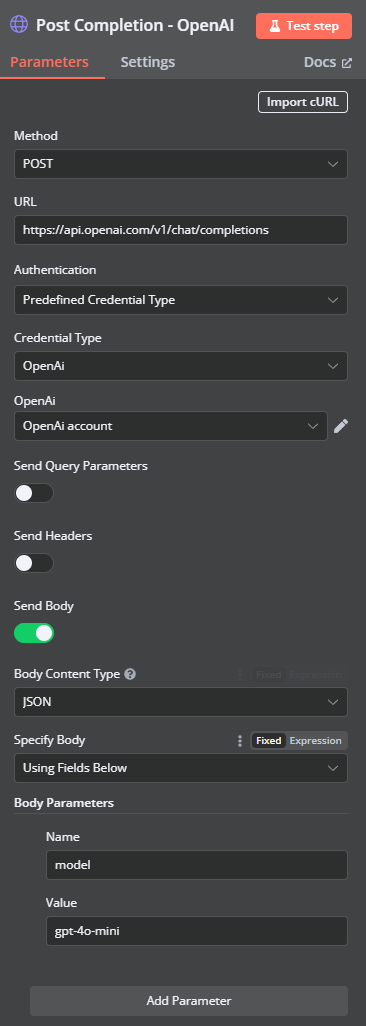 Post Completion - OpenAI
Test step
Parameters
Settings
Docs
Import cURL
Method
POST
URL
https://api.openai.com/v1/chat/completions
Authentication
Predefined Credential Type
Credential Type
OpenAi
OpenAi
OpenAi account
Send Query Parameters
Send Headers
Send Body
Body Content Type
Fixed Expression
JSON
Specify Body
Fixed Expression
Using Fields Below
Body Parameters
Name
model
Value
gpt-4o-mini
Add Parameter